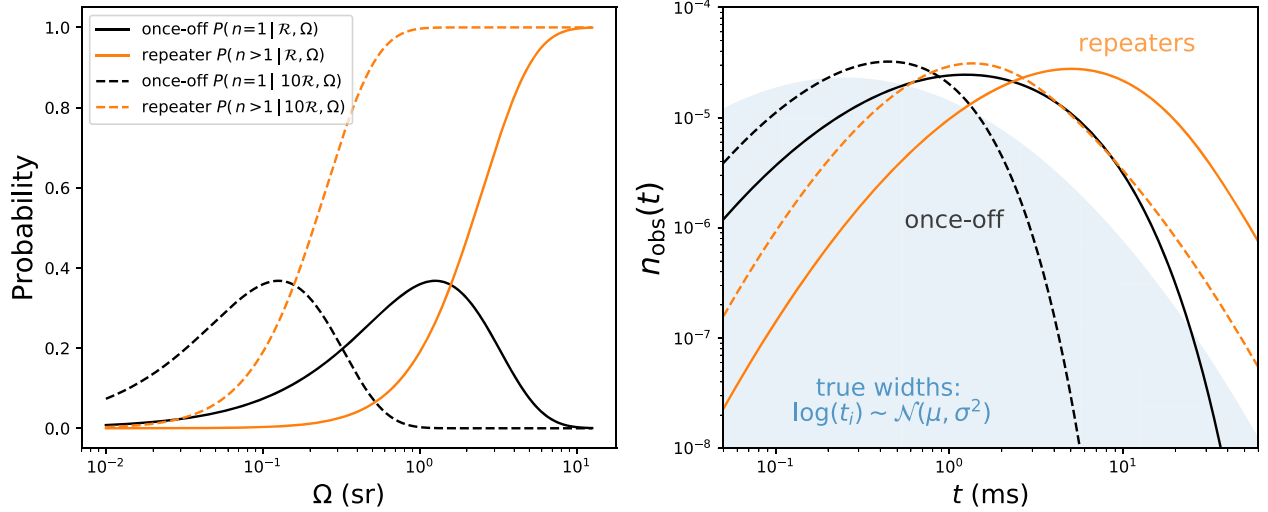 once-off P(n=1 | ℛ, Ω)
repeater P(n>1 | ℛ, Ω)
once-off P(n=1 | 10ℛ, Ω)
repeater P(n>1 | 10ℛ, Ω)
Probability
1.0
0.8
0.6
0.4
0.2
0.0
10⁻²
10⁻¹
10⁰
10¹
Ω (sr)
n_obs(t)
10⁻⁴
10⁻⁵
10⁻⁶
10⁻⁷
10⁻⁸
repeaters
once-off
true widths:
log(tᵢ) ~ 𝒩(μ, σ²)
10⁻¹
10⁰
10¹
t (ms)